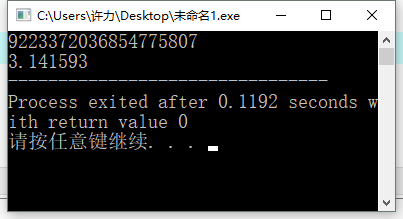 C:\Users\许力\Desktop\未命名1.exe
9223372036854775807
3.141593
--------------------------------
Process exited after 0.1192 seconds w
ith return value 0
请按任意键继续. . .